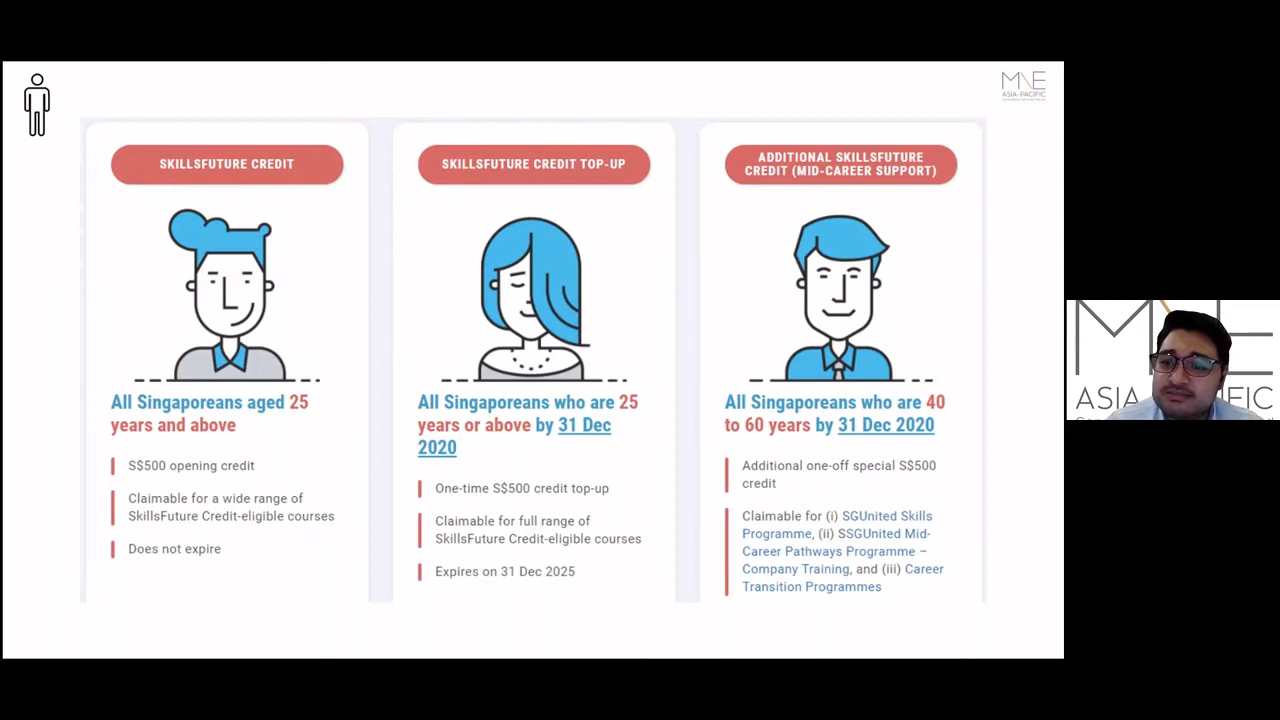 M\E
ASIA-PACIFIC
SKILLSFUTURE CREDIT
All Singaporeans aged 25
years and above
S$500 opening credit
Claimable for a wide range of
SkillsFuture Credit-eligible courses
Does not expire
SKILLSFUTURE CREDIT TOP-UP
All Singaporeans who are 25
years or above by 31 Dec
2020
One-time S$500 credit top-up
Claimable for full range of
SkillsFuture Credit-eligible courses
Expires on 31 Dec 2025
ADDITIONAL SKILLSFUTURE
CREDIT (MID-CAREER SUPPORT)
All Singaporeans who are 40
to 60 years by 31 Dec 2020
Additional one-off special S$500
credit
Claimable for (i) SGUnited Skills
Programme, (ii) SSGUnited Mid-
Career Pathways Programme –
Company Training, and (iii) Career
Transition Programmes
M\E
ASIA FIC